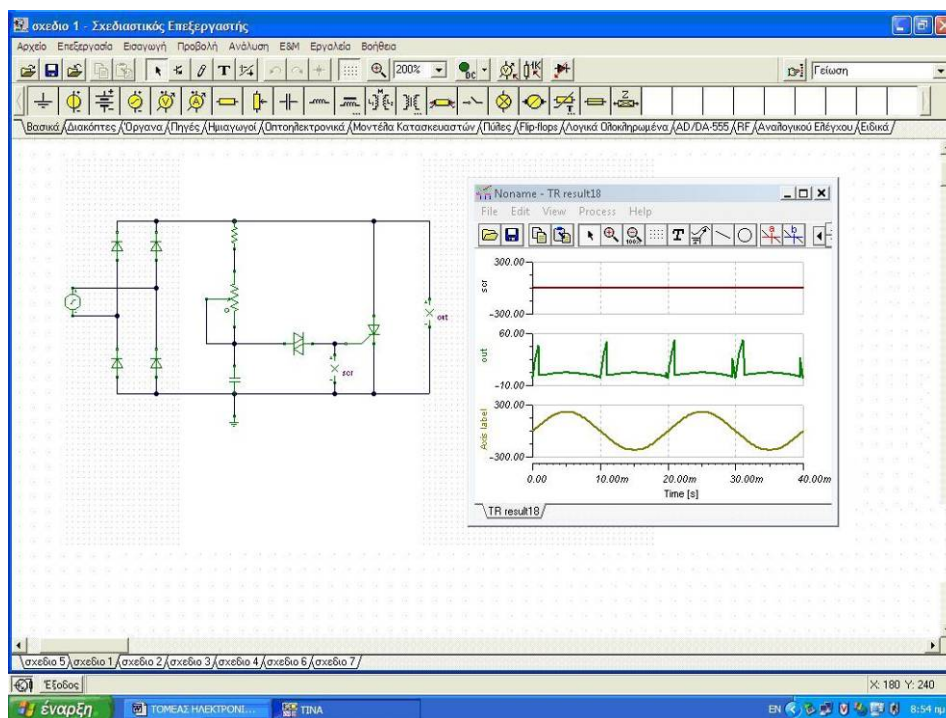 σχεδιο 1 - Σχεδιαστικός Επεξεργαστής
Αρχείο Επεξεργασία Εισαγωγή Προβολή Ανάλυση E&M Εργαλεία Βοήθεια
T 200% DC 1K Γείωση
M Z
Βασικά Διακόπτες Όργανα Πηγές Ημιαγωγοί Οπτοηλεκτρονικά Μοντέλα Κατασκευαστών Πύλες Flip-flops Λογικά Ολοκληρωμένα AD/DA-555 RF Αναλογικού Ελέγχου Ειδικά
Noname - TR result18
File Edit View Process Help
100% T a b
300.00
scr
-300.00
60.00
out
-10.00
300.00
Axis label
-300.00
0.00 10.00m 20.00m 30.00m 40.00m
Time [s]
TR result18
out
scr
σχεδιο 5 σχεδιο 1 σχεδιο 2 σχεδιο 3 σχεδιο 4 σχεδιο 6 σχεδιο 7
Έξοδος X: 180 Y: 240
έναρξη ΤΟΜΕΑΣ ΗΛΕΚΤΡΟΝΙ... TINA EN 8:54 πμ